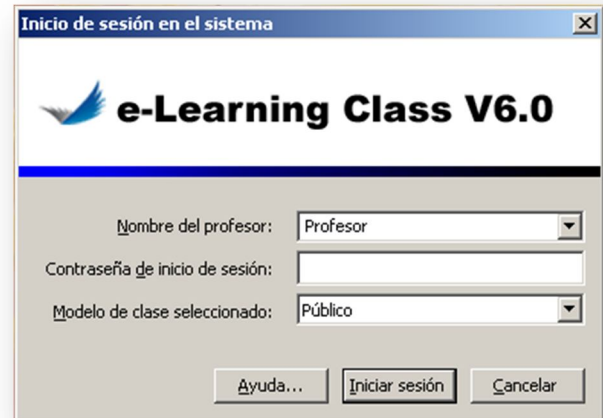 Inicio de sesión en el sistema
e-Learning Class V6.0
Nombre del profesor: Profesor
Contraseña de inicio de sesión:
Modelo de clase seleccionado: Público
Ayuda... Iniciar sesión Cancelar